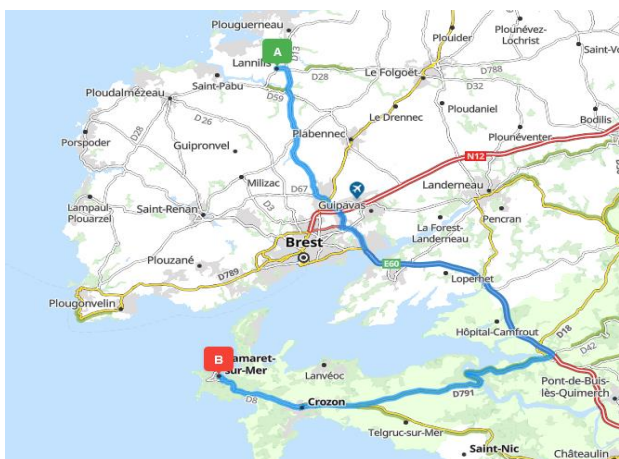 Plouguerneau
A
Lannilis
D13
D28
Plouider
Plounévez-
Lochrist
Saint-Vo
D788
Le Folgoët
D32
Saint-Pabu
D59
Ploudalmézeau
Ploudaniel
Bodilis
Le Drennec
D26
D28
Porspoder
Plabennec
Plounéventer
Guipronvel
N12
Milizac
D67
Landerneau
Lampaul-
Plouarzel
Saint-Renan
D3
Guipavas
Pencran
La Forest-
Landerneau
Brest
Plouzané
D789
E60
Loperhet
Plougonvelin
Hôpital-Camfrout
D18
D42
B
Camaret-
sur-Mer
Lanvéoc
D8
Crozon
D791
Pont-de-Buis-
lès-Quimerch
Telgruc-sur-Mer
Châteaulin
Saint-Nic